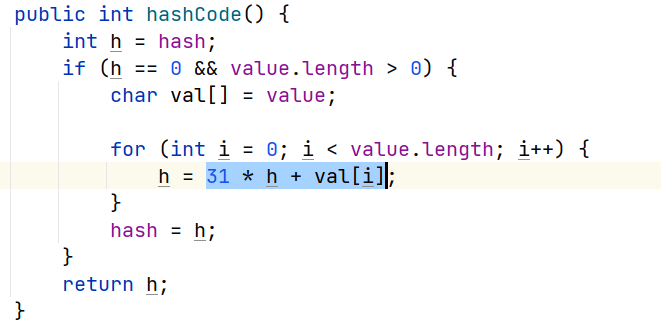 public int hashCode() {
    int h = hash;
    if (h == 0 && value.length > 0) {
        char val[] = value;

        for (int i = 0; i < value.length; i++) {
            h = 31 * h + val[i];
        }
        hash = h;
    }
    return h;
}